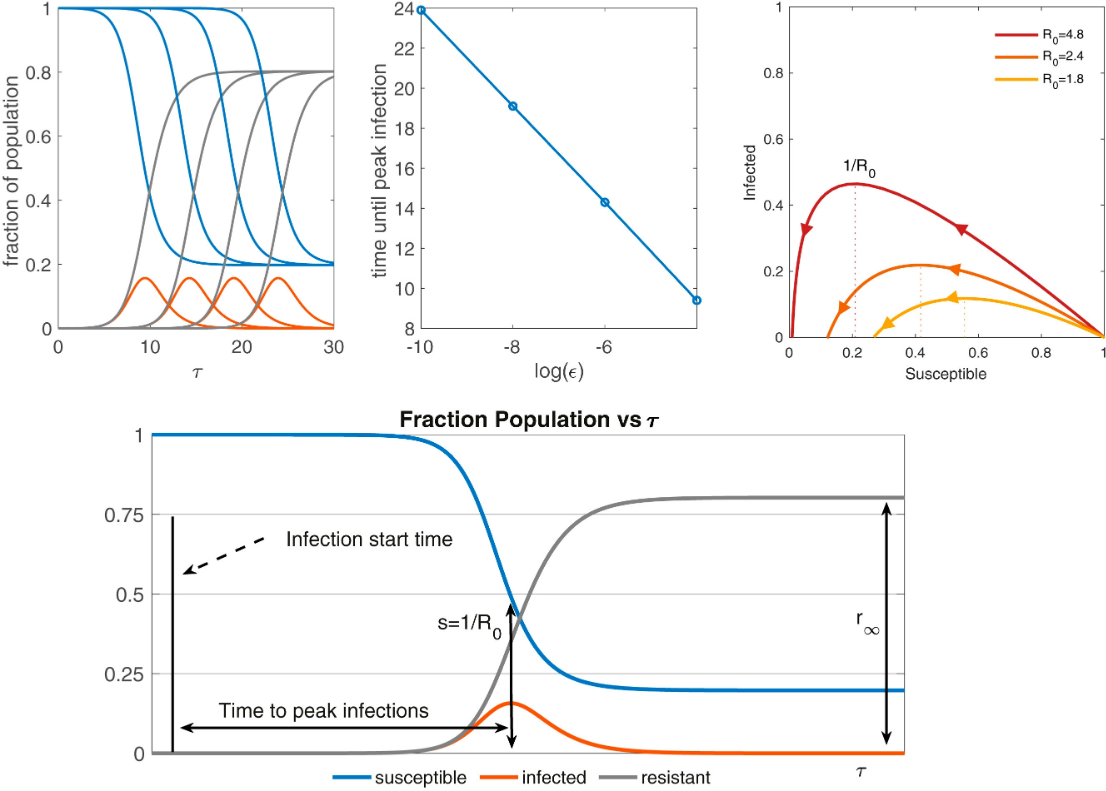 fraction of population
1
0.8
0.6
0.4
0.2
0
0
10
20
30
τ
time until peak infection
24
22
20
18
16
14
12
10
8
-10
-8
-6
log(ϵ)
Infected
1
0.8
0.6
0.4
0.2
0
R0=4.8
R0=2.4
R0=1.8
1/R0
0
0.2
0.4
0.6
0.8
1
Susceptible
Fraction Population vs τ
1
0.75
0.5
0.25
0
Infection start time
s=1/R0
r∞
Time to peak infections
τ
susceptible infected resistant